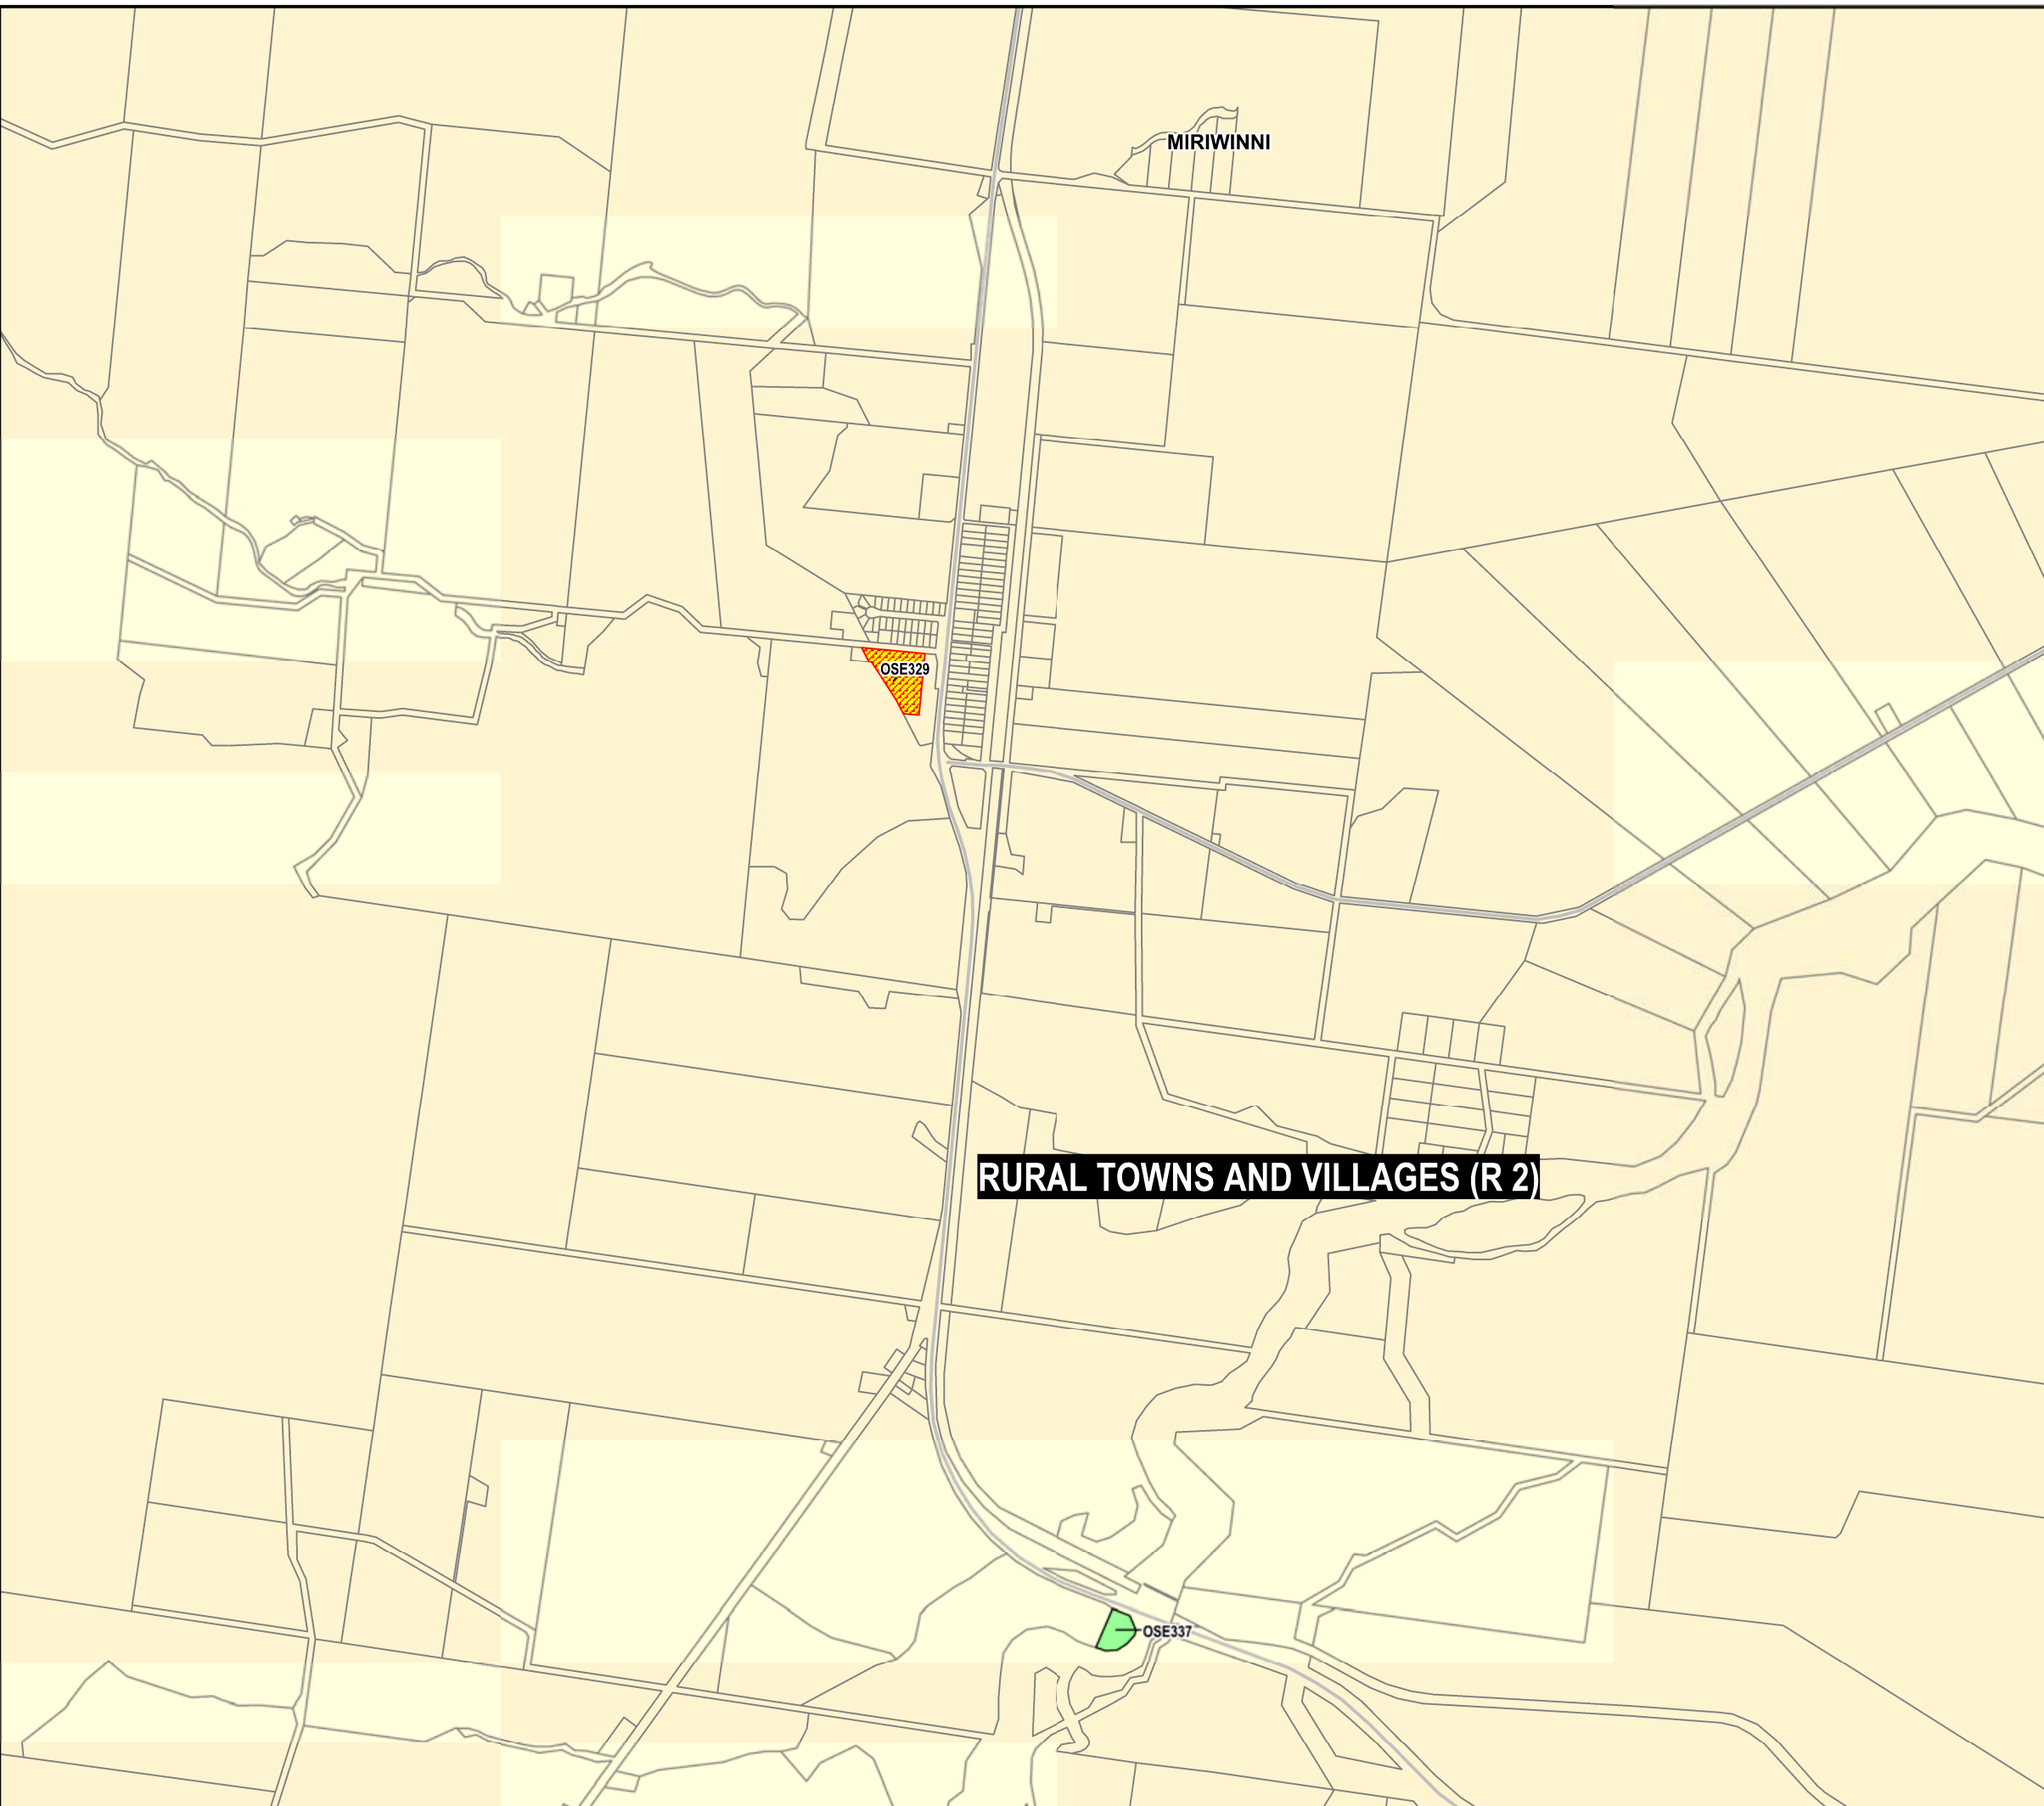 MIRIWINNI
OSE329
RURAL TOWNS AND VILLAGES (R 2)
OSE337